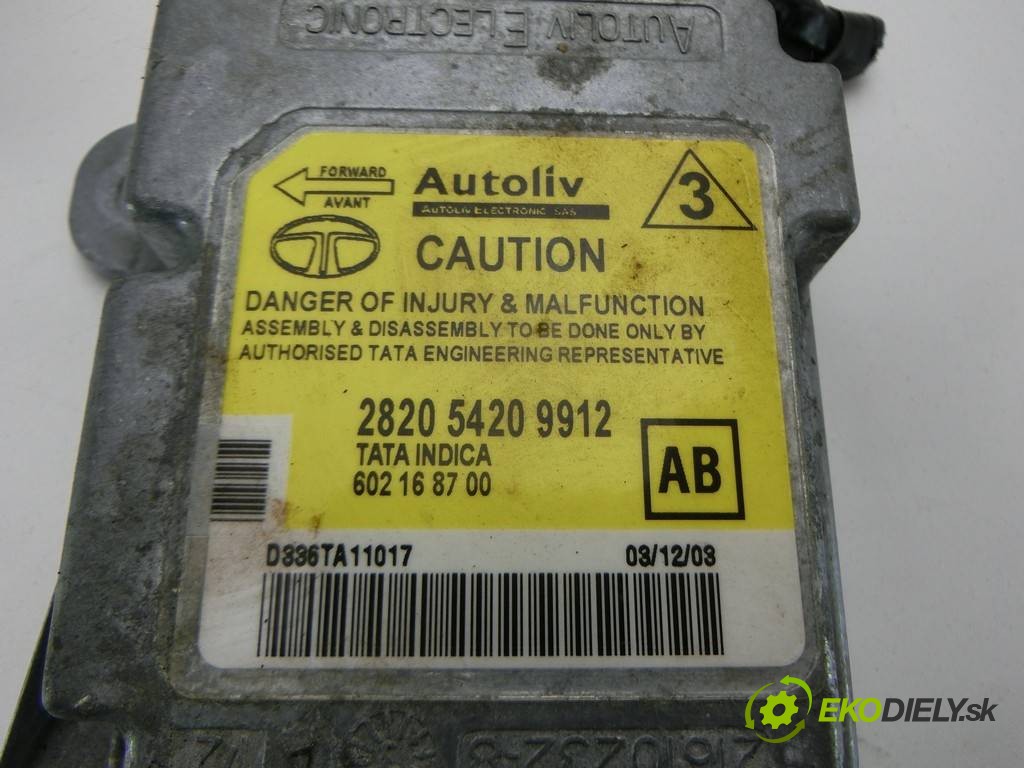 AUTOLIV ELECTRONIC
FORWARD
AVANT
Autoliv
AUTOLIV ELECTRONIC SAS
3
CAUTION
DANGER OF INJURY & MALFUNCTION
ASSEMBLY & DISASSEMBLY TO BE DONE ONLY BY
AUTHORISED TATA ENGINEERING REPRESENTATIVE
2820 5420 9912
TATA INDICA
602 16 87 00
AB
D336TA11017
03/12/03
EKODIELY.sk